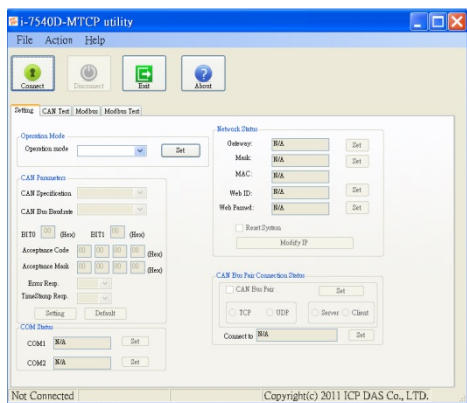 i-7540D-MTCP utility
File Action Help
Connect Disconnect Exit About
Setting CAN Test Modbus Modbus Test
Operation Mode
Operation mode Set
CAN Parameters
CAN Specification
CAN Bus Baudrate
BIT0 00 (Hex) BIT1 00 (Hex)
Acceptance Code 00 00 00 00 (Hex)
Acceptance Mask 00 00 00 00 (Hex)
Error Resp.
TimeStamp Resp.
Setting Default
COM Status
COM1 N/A Set
COM2 N/A Set
Network Status
Gateway: N/A Set
Mask: N/A Set
MAC: N/A
Web ID: N/A Set
Web Passwd: N/A Set
Reset System
Modify IP
CAN Bus Pair Connection Status
CAN Bus Pair Set
TCP UDP Server Client
Connect to N/A Set
Not Connected Copyright(c) 2011 ICP DAS Co., LTD.